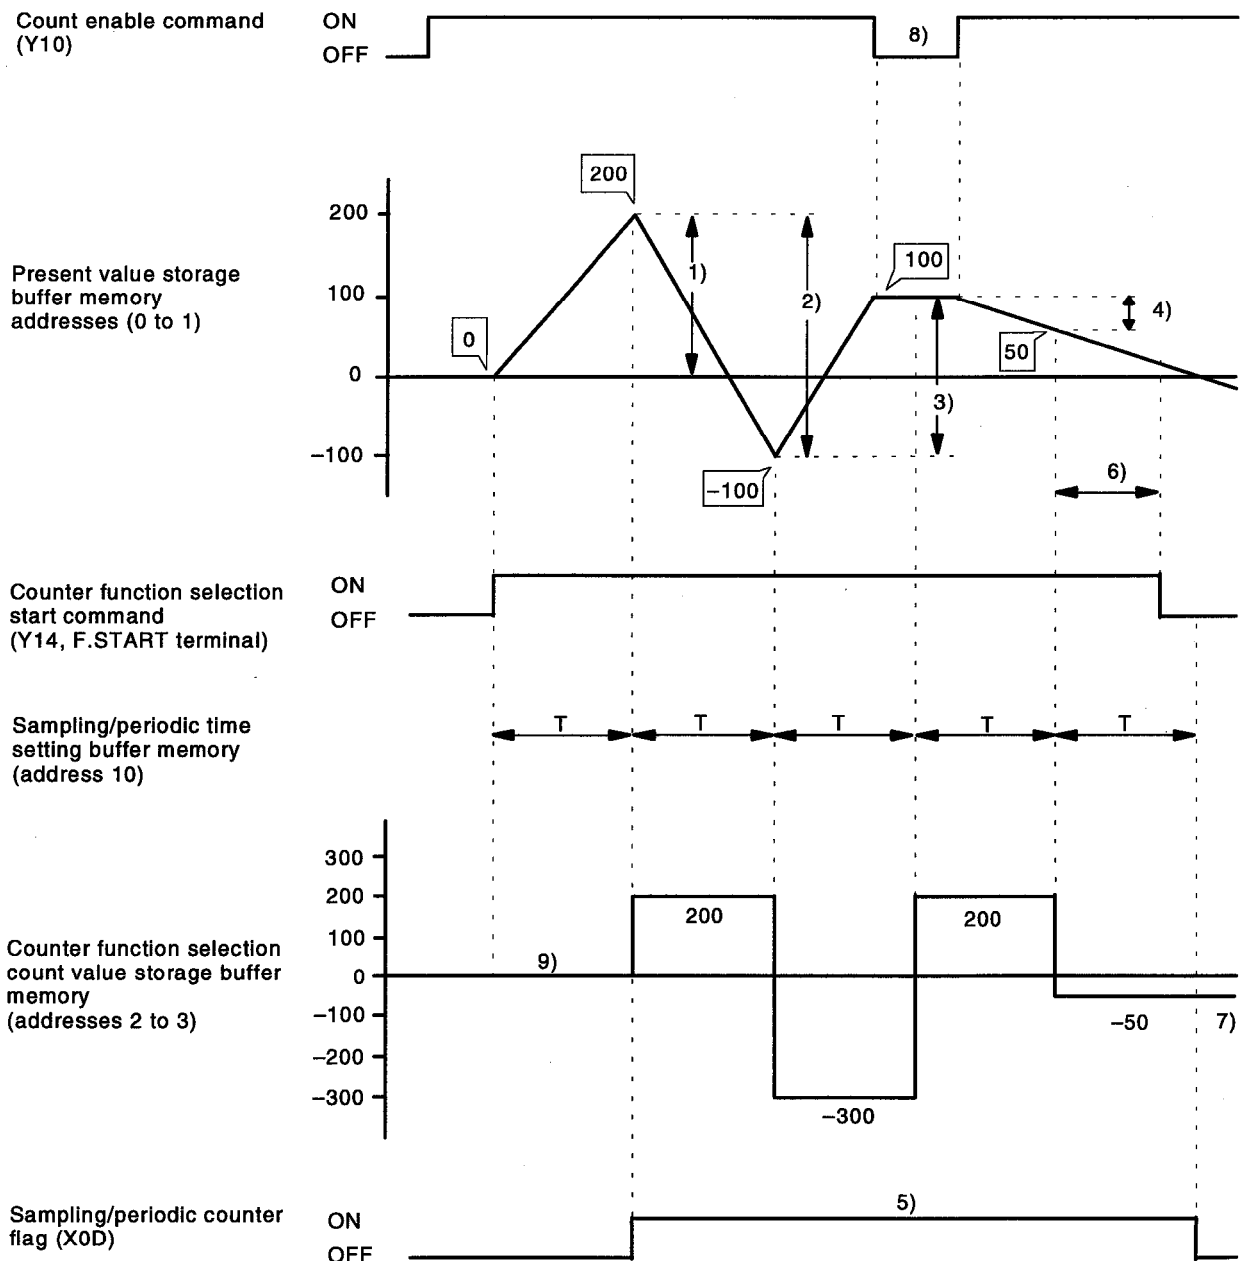 Count enable command
(Y10)
ON
OFF
8)
200
200
100
0
-100
Present value storage
buffer memory
addresses (0 to 1)
0
1)
2)
100
3)
4)
50
-100
6)
Counter function selection
start command
(Y14, F.START terminal)
ON
OFF
Sampling/periodic time
setting buffer memory
(address 10)
T
T
T
T
T
300
200
100
0
-100
-200
-300
Counter function selection
count value storage buffer
memory
(addresses 2 to 3)
9)
200
-300
200
-50
7)
Sampling/periodic counter
flag (X0D)
ON
OFF
5)